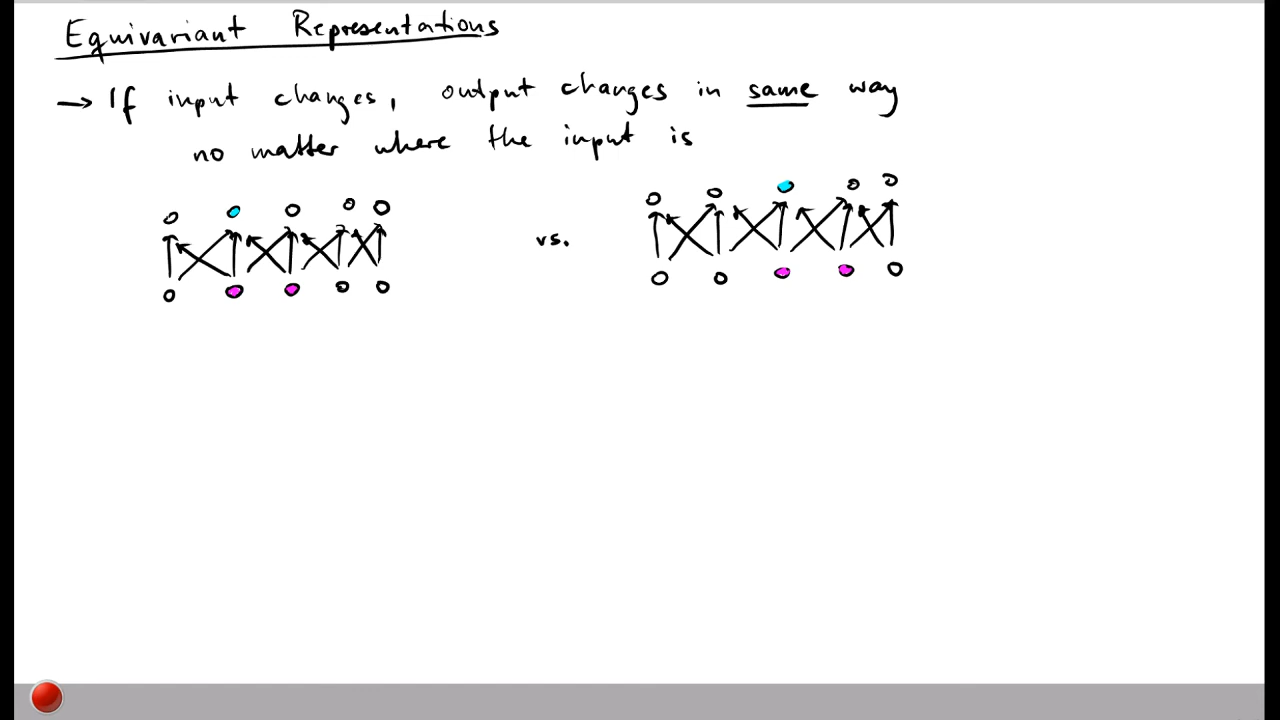 Equivariant Representations
→ If input changes, output changes in same way
no matter where the input is
vs.